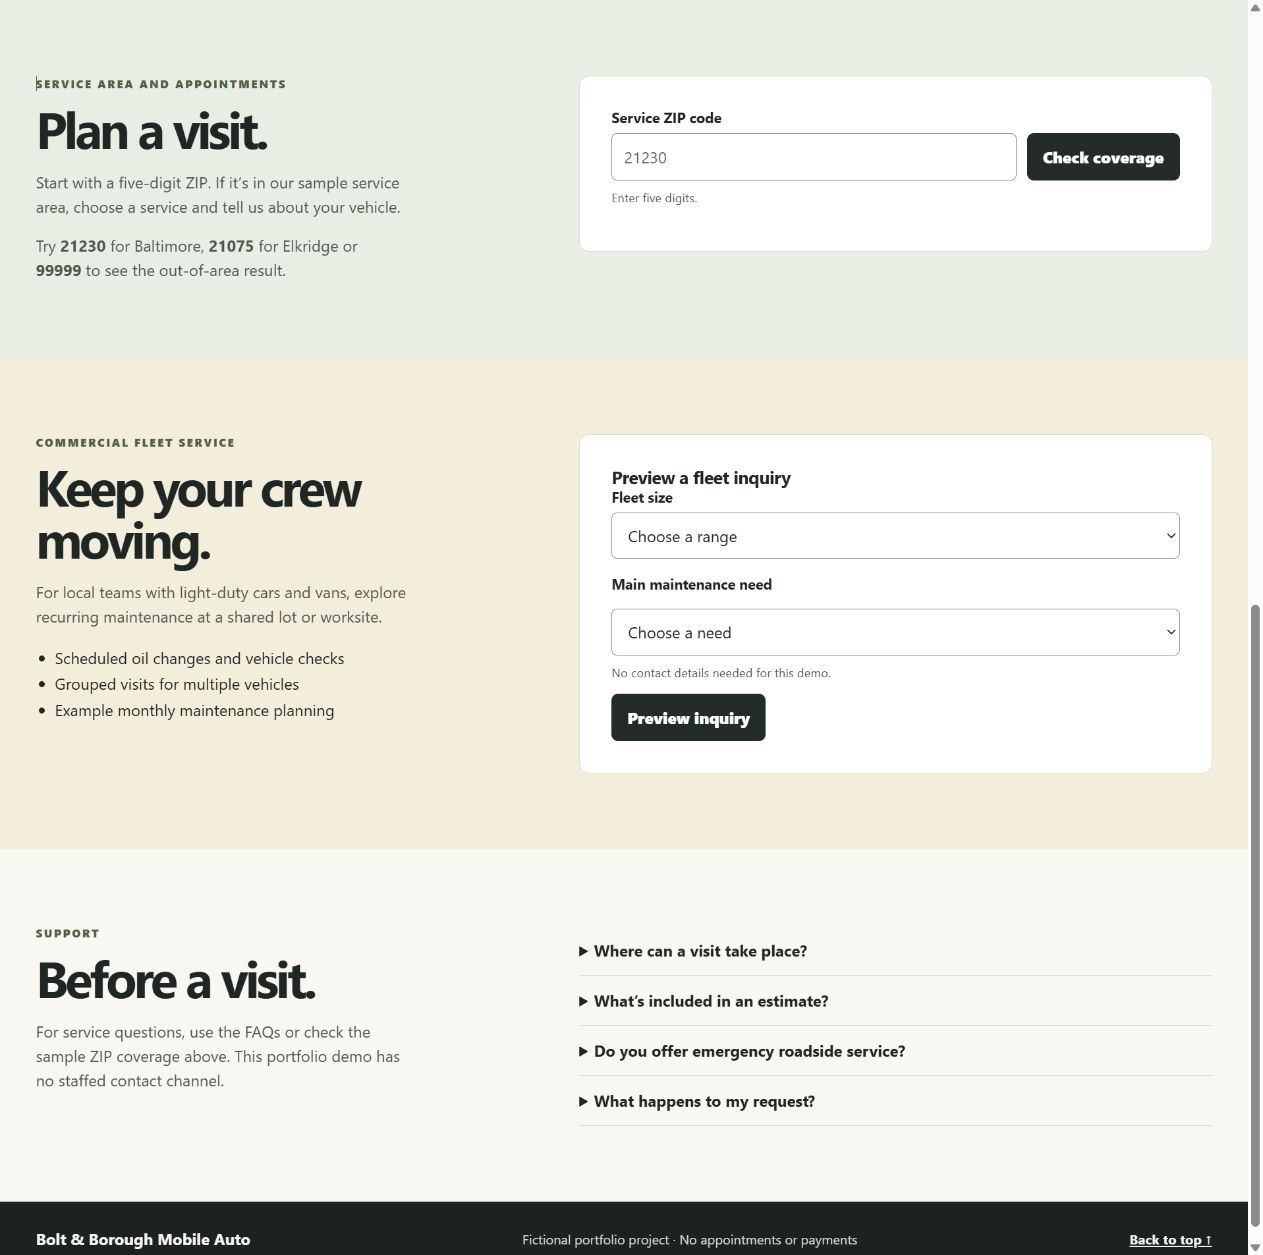 SERVICE AREA AND APPOINTMENTS
Plan a visit.
Start with a five-digit ZIP. If it's in our sample service
area, choose a service and tell us about your vehicle.
Try 21230 for Baltimore, 21075 for Elkridge or
99999 to see the out-of-area result.
Service ZIP code
21230
Check coverage
Enter five digits.
COMMERCIAL FLEET SERVICE
Keep your crew
moving.
For local teams with light-duty cars and vans, explore
recurring maintenance at a shared lot or worksite.
• Scheduled oil changes and vehicle checks
• Grouped visits for multiple vehicles
• Example monthly maintenance planning
Preview a fleet inquiry
Fleet size
Choose a range
Main maintenance need
Choose a need
No contact details needed for this demo.
Preview inquiry
SUPPORT
Before a visit.
For service questions, use the FAQs or check the
sample ZIP coverage above. This portfolio demo has
no staffed contact channel.
Where can a visit take place?
What's included in an estimate?
Do you offer emergency roadside service?
What happens to my request?
Bolt & Borough Mobile Auto
Fictional portfolio project · No appointments or payments
Back to top ↑